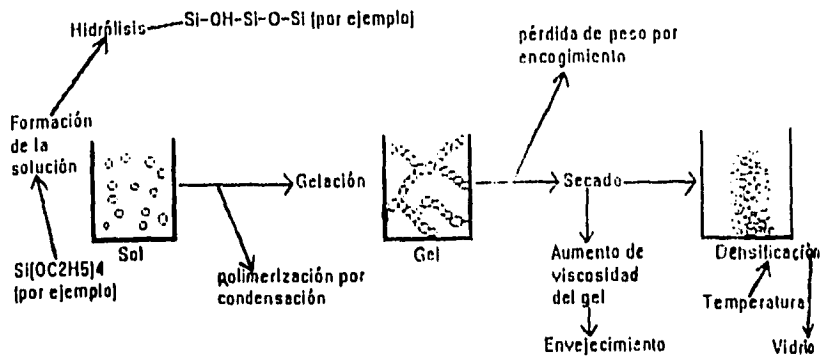 Hidrólisis
Si-OH-Si-O-Si (por ejemplo)
pérdida de peso por
encogimiento
Formación
de la
solución
Gelación
Secado
Sol
Gel
Densificación
Si(OC2H5)4
(por ejemplo)
polimerización por
condensación
Aumento de
viscosidad
del gel
Temperatura
Envejecimiento
Vidrio